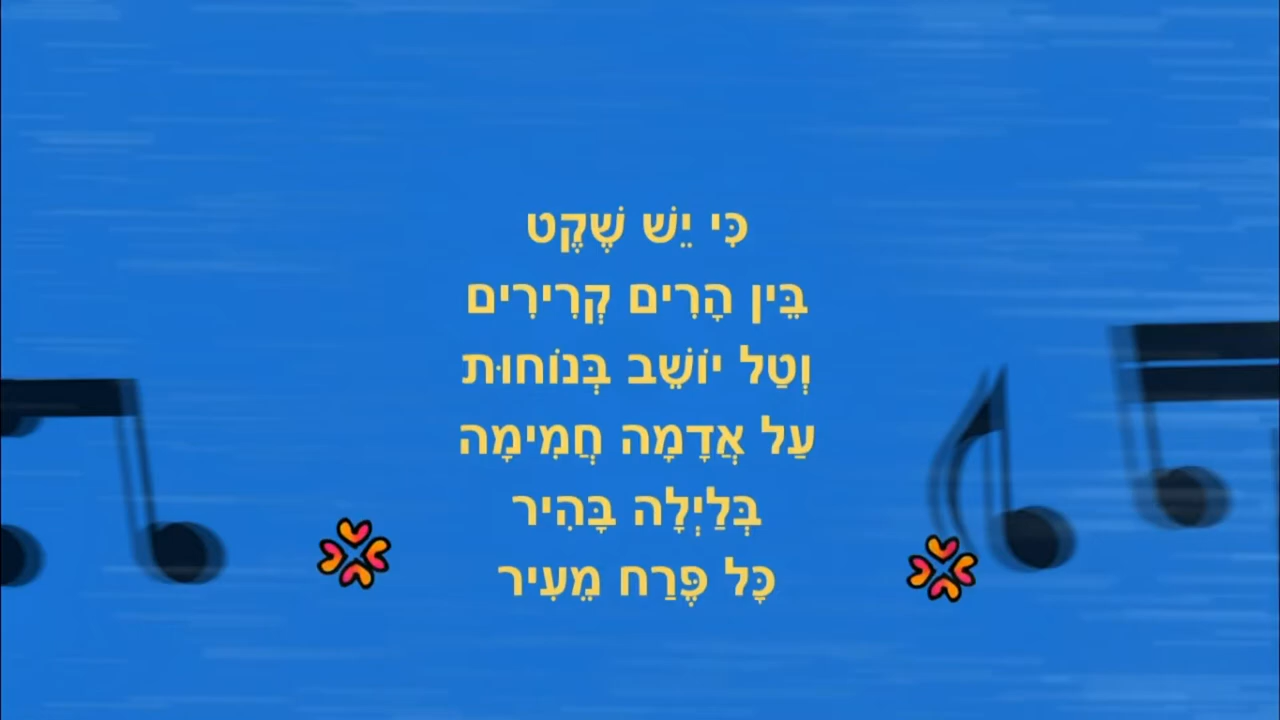 כִּי יֵשׁ שֶׁקֶט
בֵּין הָרִים קְרִירִים
וְטַל יוֹשֵׁב בְּנוֹחוּת
עַל אֲדָמָה חֲמִימָה
בְּלַיְלָה בָּהִיר
כָּל פֶּרַח מֵעִיר